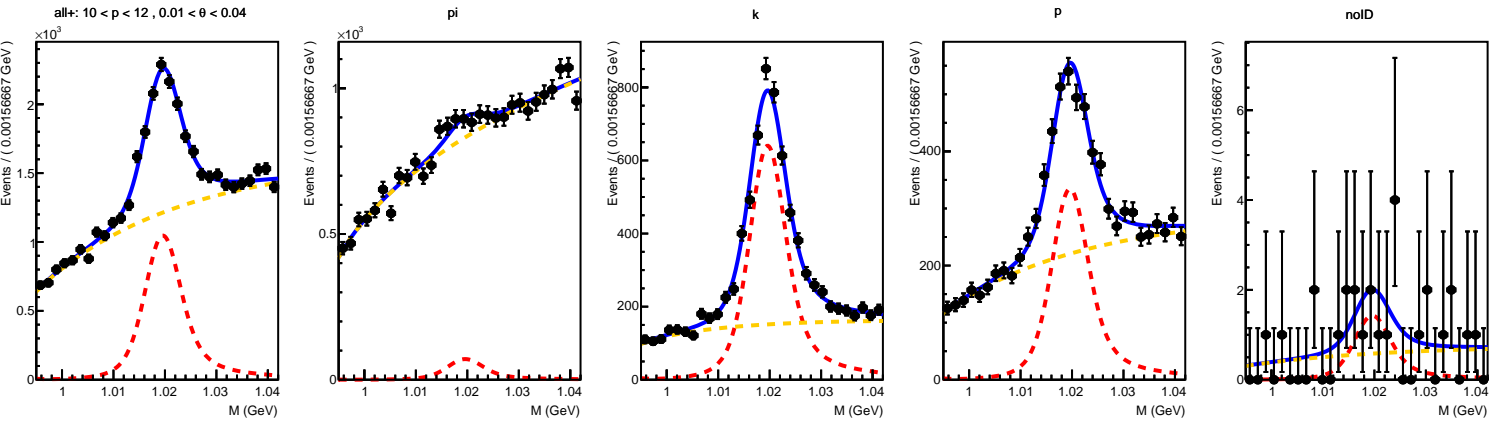 all+: 10 < p < 12 , 0.01 < θ < 0.04
×10³
Events / ( 0.00156667 GeV )
2
1.5
1
0.5
0
1 1.01 1.02 1.03 1.04
M (GeV)
pi
×10³
Events / ( 0.00156667 GeV )
1
0.5
0
1 1.01 1.02 1.03 1.04
M (GeV)
k
Events / ( 0.00156667 GeV )
800
600
400
200
0
1 1.01 1.02 1.03 1.04
M (GeV)
p
Events / ( 0.00156667 GeV )
400
200
0
1 1.01 1.02 1.03 1.04
M (GeV)
noID
Events / ( 0.00156667 GeV )
6
4
2
0
1 1.01 1.02 1.03 1.04
M (GeV)